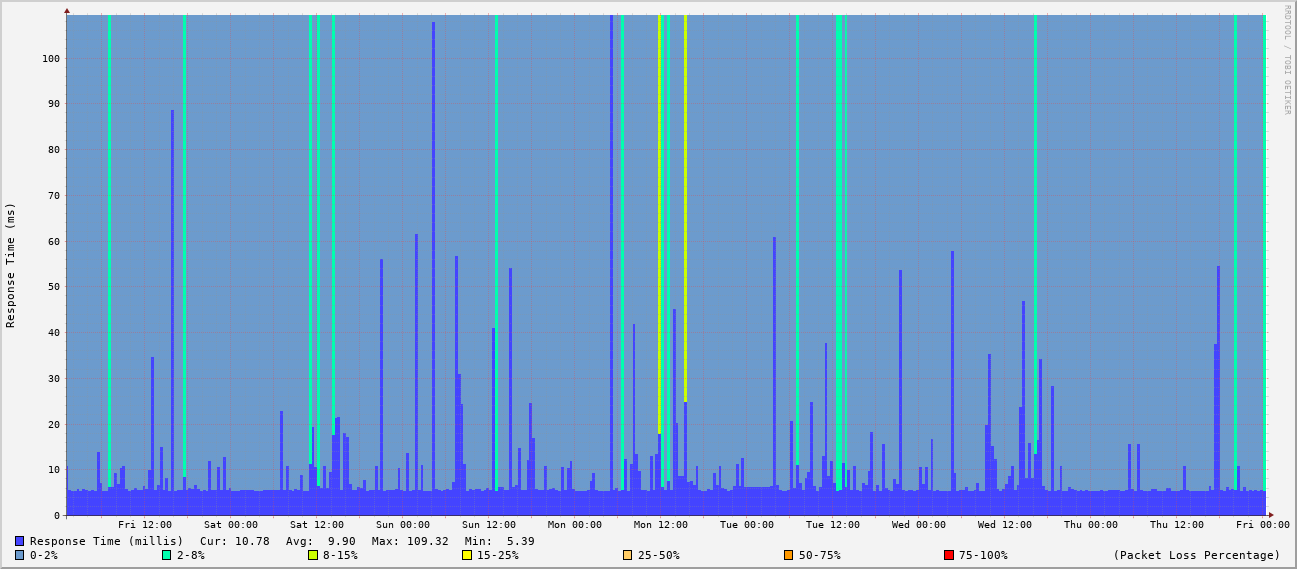 RRDTOOL / TOBI OETIKER
Response Time (ms)
100
90
80
70
60
50
40
30
20
10
0
Fri 12:00 Sat 00:00 Sat 12:00 Sun 00:00 Sun 12:00 Mon 00:00 Mon 12:00 Tue 00:00 Tue 12:00 Wed 00:00 Wed 12:00 Thu 00:00 Thu 12:00 Fri 00:00
Response Time (millis) Cur: 10.78 Avg: 9.90 Max: 109.32 Min: 5.39
0-2% 2-8% 8-15% 15-25% 25-50% 50-75% 75-100% (Packet Loss Percentage)